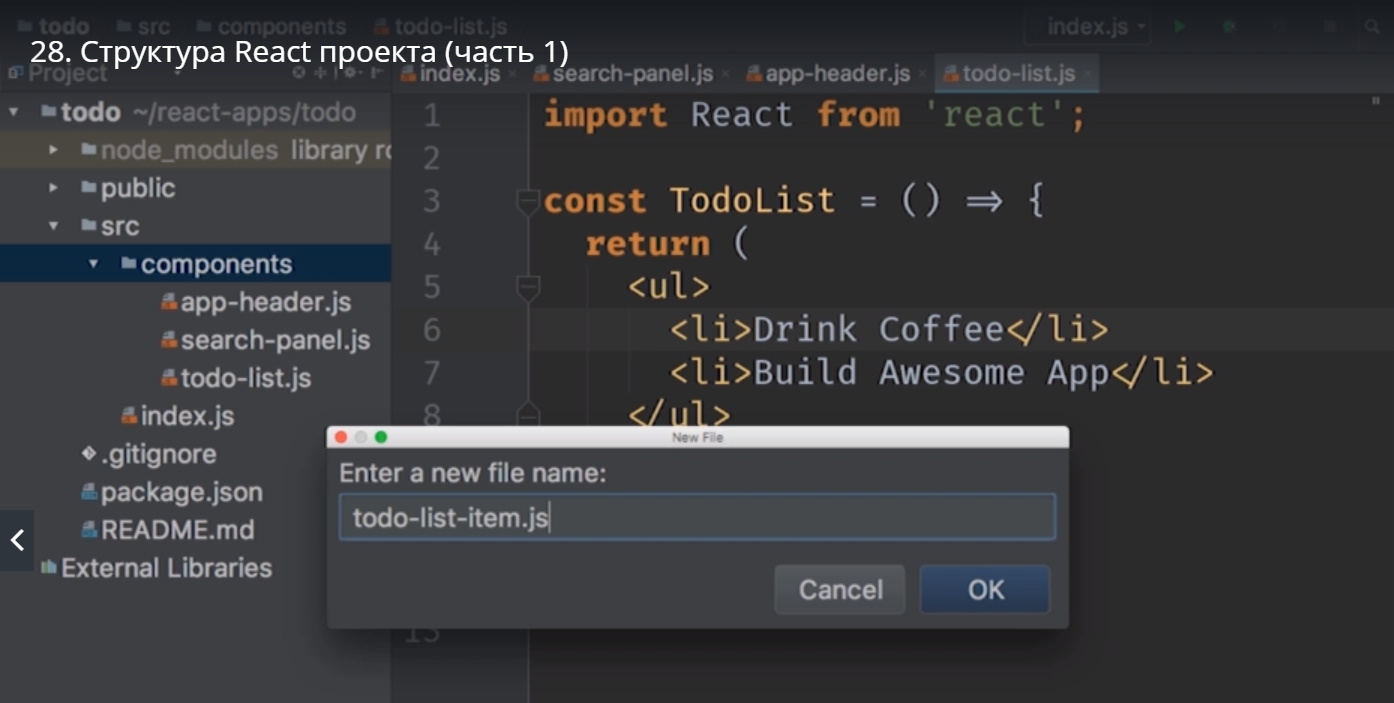 todo src components todo-list.js index.js
28. Структура React проекта (часть 1)
Project
index.js search-panel.js app-header.js todo-list.js
todo ~/react-apps/todo
node_modules library ro
public
src
components
app-header.js
search-panel.js
todo-list.js
index.js
.gitignore
package.json
README.md
External Libraries
1 import React from 'react';
2
3 const TodoList = () => {
4 return (
5 <ul>
6 <li>Drink Coffee</li>
7 <li>Build Awesome App</li>
8 </ul>
13
New File
Enter a new file name:
todo-list-item.js
Cancel OK